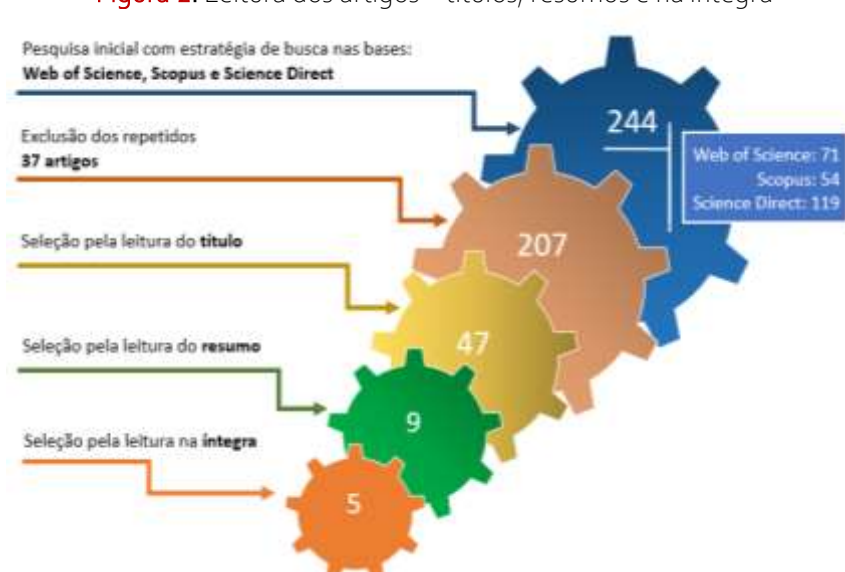 Figura 2. Leitura dos artigos – títulos, resumos e na íntegra
Pesquisa inicial com estratégia de busca nas bases:
Web of Science, Scopus e Science Direct
244
Web of Science: 71
Scopus: 54
Science Direct: 119
Exclusão dos repetidos
37 artigos
207
Seleção pela leitura do título
47
Seleção pela leitura do resumo
9
Seleção pela leitura na íntegra
5